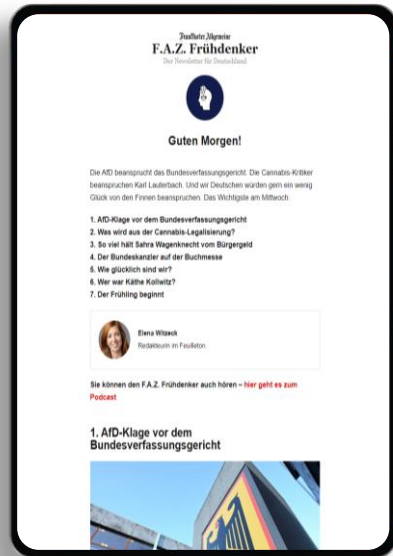 Frankfurter Allgemeine
F.A.Z. Frühdenker
Der Newsletter für Deutschland
Guten Morgen!
Die AfD beansprucht das Bundesverfassungsgericht. Die Cannabis-Kritiker
beanspruchen Karl Lauterbach. Und wir Deutschen würden gern ein wenig
Glück von den Finnen beanspruchen. Das Wichtigste am Mittwoch:
1. AfD-Klage vor dem Bundesverfassungsgericht
2. Was wird aus der Cannabis-Legalisierung?
3. So viel hält Sahra Wagenknecht vom Bürgergeld
4. Der Bundeskanzler auf der Buchmesse
5. Wie glücklich sind wir?
6. Wer war Käthe Kollwitz?
7. Der Frühling beginnt
Elena Witzeck
Redakteurin im Feuilleton.
Sie können den F.A.Z. Frühdenker auch hören – hier geht es zum
Podcast
1. AfD-Klage vor dem
Bundesverfassungsgericht